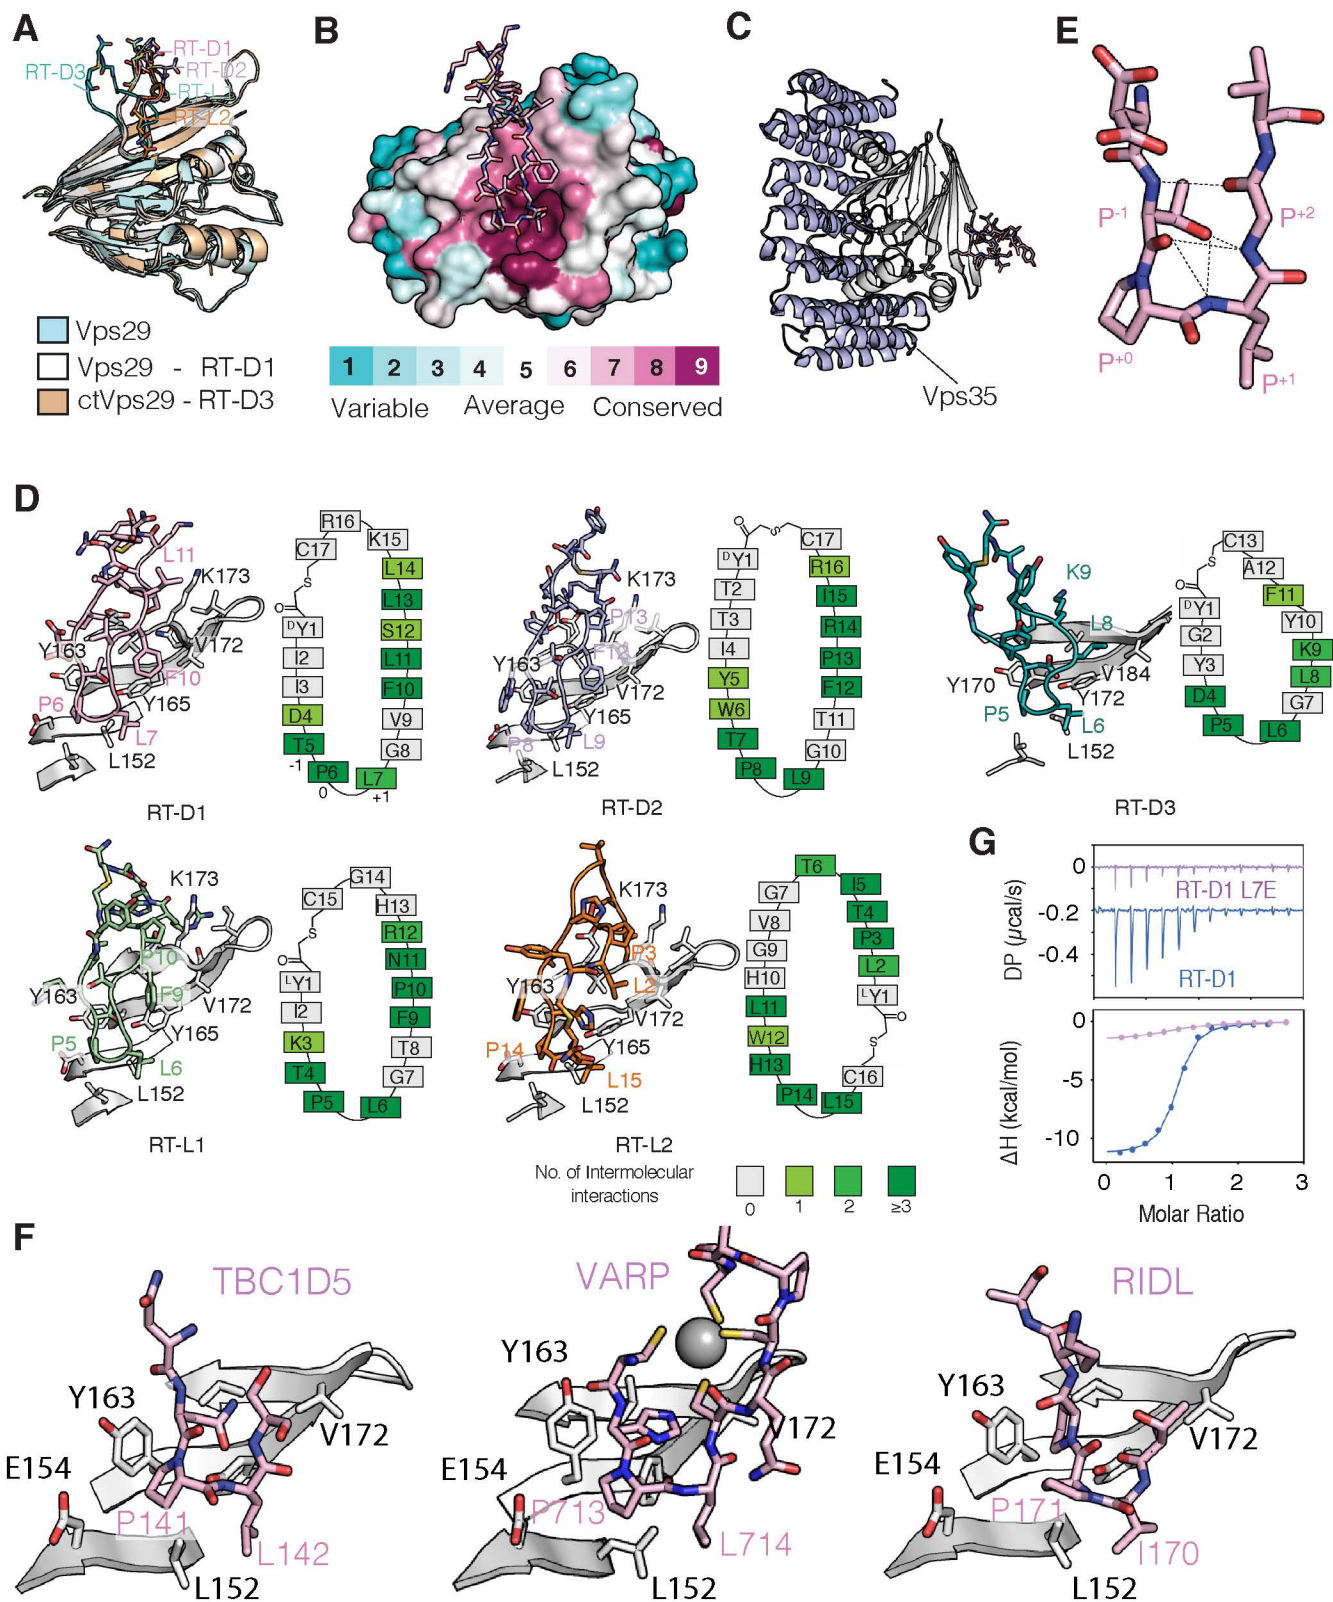 A
RT-D1
RT-D2
RT-D3
RT-L
RT-L2
Vps29
Vps29 - RT-D1
ctVps29 - RT-D3
B
1 2 3 4 5 6 7 8 9
Variable Average Conserved
C
Vps35
E
P-1
P+2
P+0
P+1
D
L11
K173
Y163
V172
F10
P6
Y165
L7
L152
RT-D1
R16
C17
K15
L14
S
L13
O
DY1
S12
I2
L11
I3
F10
D4
V9
T5
G8
-1
P6
L7
0
+1
K173
P13
Y163
F12
V172
Y165
P8
L9
L152
RT-D2
O
S
C17
DY1
R16
T2
I15
T3
R14
I4
P13
Y5
F12
W6
T11
T7
G10
P8
L9
K9
L8
Y170
V184
Y172
P5
L6
L152
RT-D3
C13
S
A12
O
F11
DY1
Y10
G2
K9
Y3
L8
D4
G7
P5
L6
K173
P10
Y163
F9
V172
Y165
P5
L6
L152
RT-L1
G14
C15
H13
R12
S
N11
O
LY1
P10
I2
F9
K3
T8
T4
G7
P5
L6
K173
P3
Y163
L2
V172
Y165
P14
L15
L152
RT-L2
T6
G7
I5
V8
T4
G9
P3
H10
L2
L11
LY1
O
W12
S
H13
C16
P14
L15
No. of Intermolecular
interactions
0
1
2
≥3
G
0
RT-D1 L7E
-0.2
-0.4
RT-D1
DP (µcal/s)
0
-5
-10
ΔH (kcal/mol)
0 1 2 3
Molar Ratio
F
TBC1D5
Y163
V172
E154
P141
L142
L152
VARP
Y163
V172
E154
P713
L714
L152
RIDL
Y163
V172
E154
P171
I170
L152